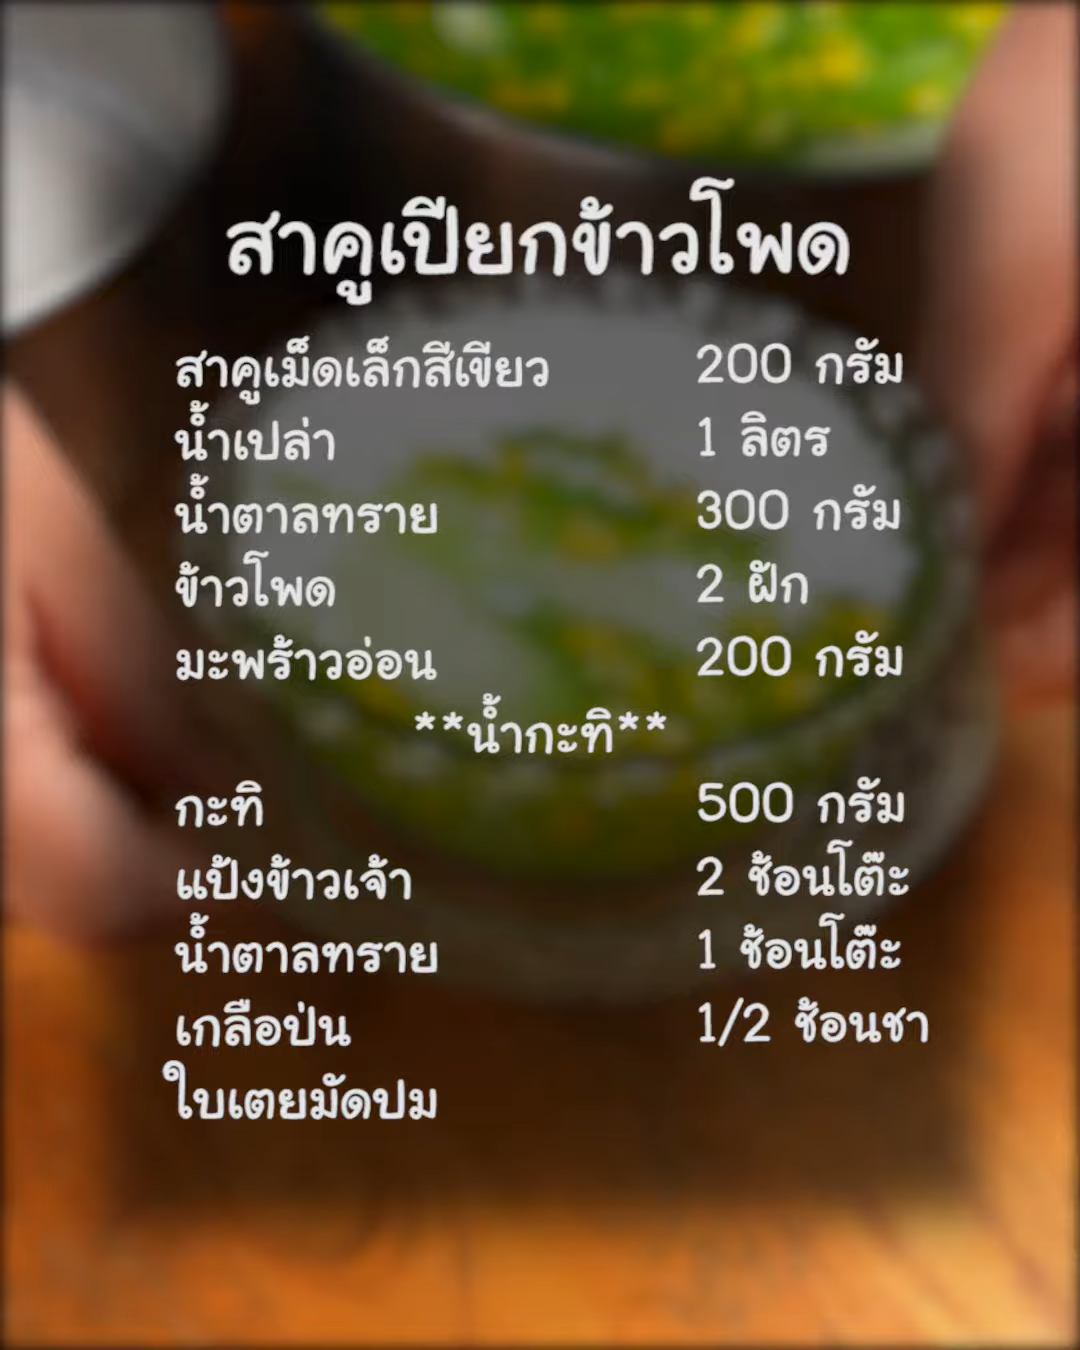 สาคูเปียกข้าวโพด
สาคูเม็ดเล็กสีเขียว 200 กรัม
น้ำเปล่า 1 ลิตร
น้ำตาลทราย 300 กรัม
ข้าวโพด 2 ฝัก
มะพร้าวอ่อน 200 กรัม
**น้ำกะทิ**
กะทิ 500 กรัม
แป้งข้าวเจ้า 2 ช้อนโต๊ะ
น้ำตาลทราย 1 ช้อนโต๊ะ
เกลือป่น 1/2 ช้อนชา
ใบเตยมัดปม